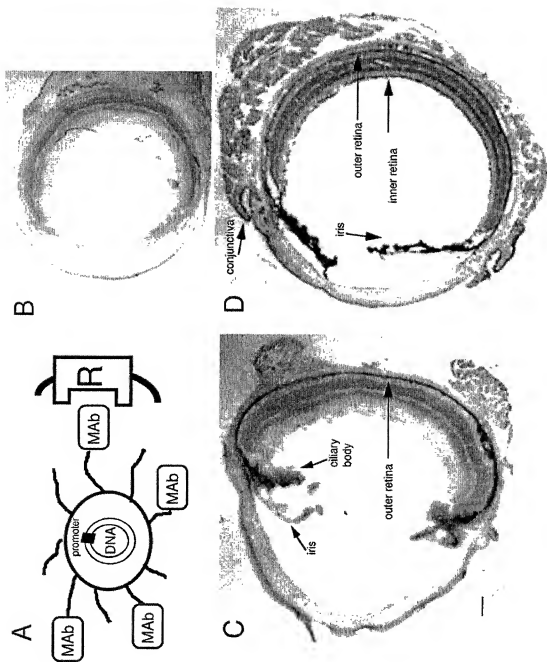 A
MAb
MAb
MAb
MAb
promoter
DNA
R
B
C
iris
ciliary
body
outer retina
D
conjunctiva
iris
outer retina
inner retina